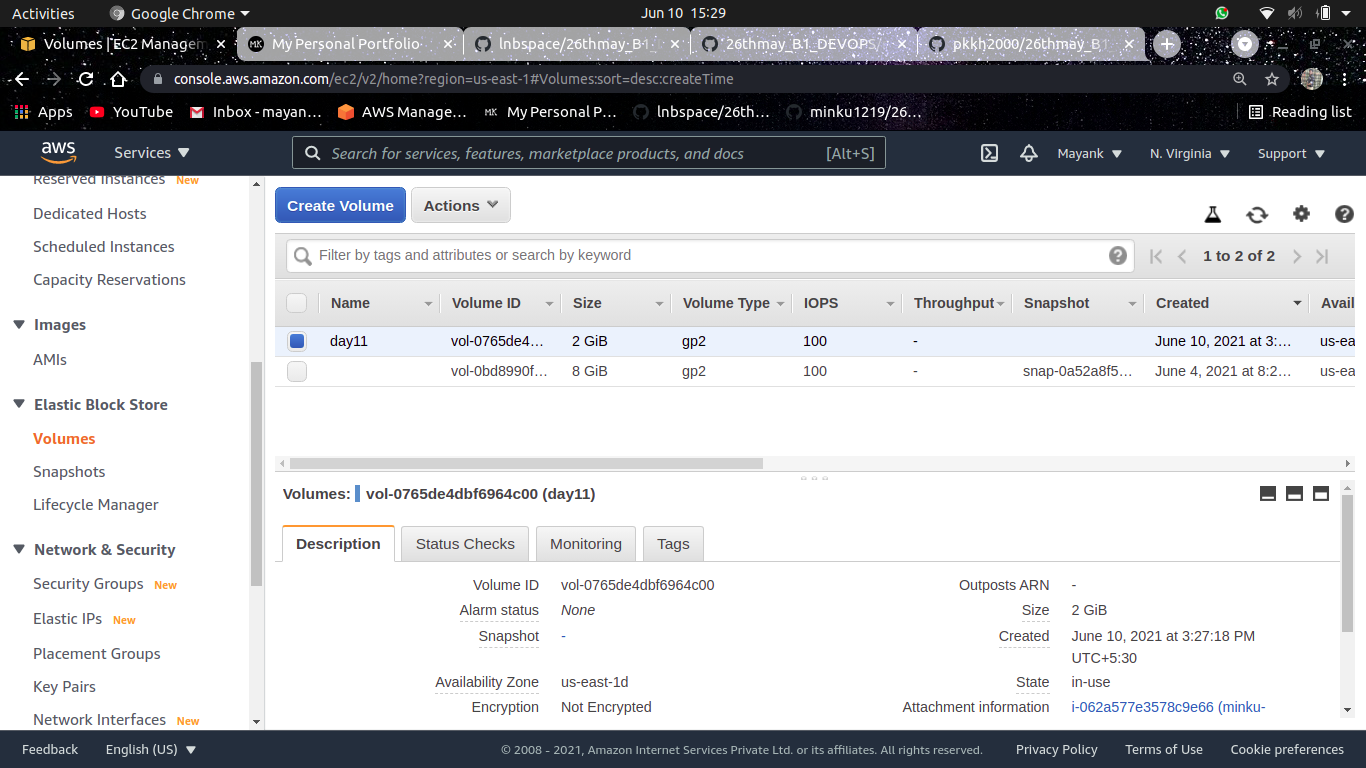 Activities Google Chrome Jun 10 15:29
Volumes | EC2 Managem
My Personal Portfolio
lnbspace/26thmay_B1_
26thmay_B1_DEVOPS/
pkkh2000/26thmay_B1
console.aws.amazon.com/ec2/v2/home?region=us-east-1#Volumes:sort=desc:createTime
Apps YouTube Inbox - mayan… AWS Manage… MK My Personal P… lnbspace/26th… minku1219/26… Reading list
aws Services Search for services, features, marketplace products, and docs [Alt+S] Mayank N. Virginia Support
Reserved Instances New
Dedicated Hosts
Scheduled Instances
Capacity Reservations
Images
AMIs
Elastic Block Store
Volumes
Snapshots
Lifecycle Manager
Network & Security
Security Groups New
Elastic IPs New
Placement Groups
Key Pairs
Network Interfaces New
Create Volume Actions
Filter by tags and attributes or search by keyword 1 to 2 of 2
Name Volume ID Size Volume Type IOPS Throughput Snapshot Created Avail
day11 vol-0765de4… 2 GiB gp2 100 - June 10, 2021 at 3:… us-ea
vol-0bd8990f… 8 GiB gp2 100 - snap-0a52a8f5… June 4, 2021 at 8:2… us-ea
Volumes: vol-0765de4dbf6964c00 (day11)
Description Status Checks Monitoring Tags
Volume ID vol-0765de4dbf6964c00 Outposts ARN -
Alarm status None Size 2 GiB
Snapshot - Created June 10, 2021 at 3:27:18 PM
UTC+5:30
Availability Zone us-east-1d State in-use
Encryption Not Encrypted Attachment information i-062a577e3578c9e66 (minku-
Feedback English (US) © 2008 - 2021, Amazon Internet Services Private Ltd. or its affiliates. All rights reserved. Privacy Policy Terms of Use Cookie preferences